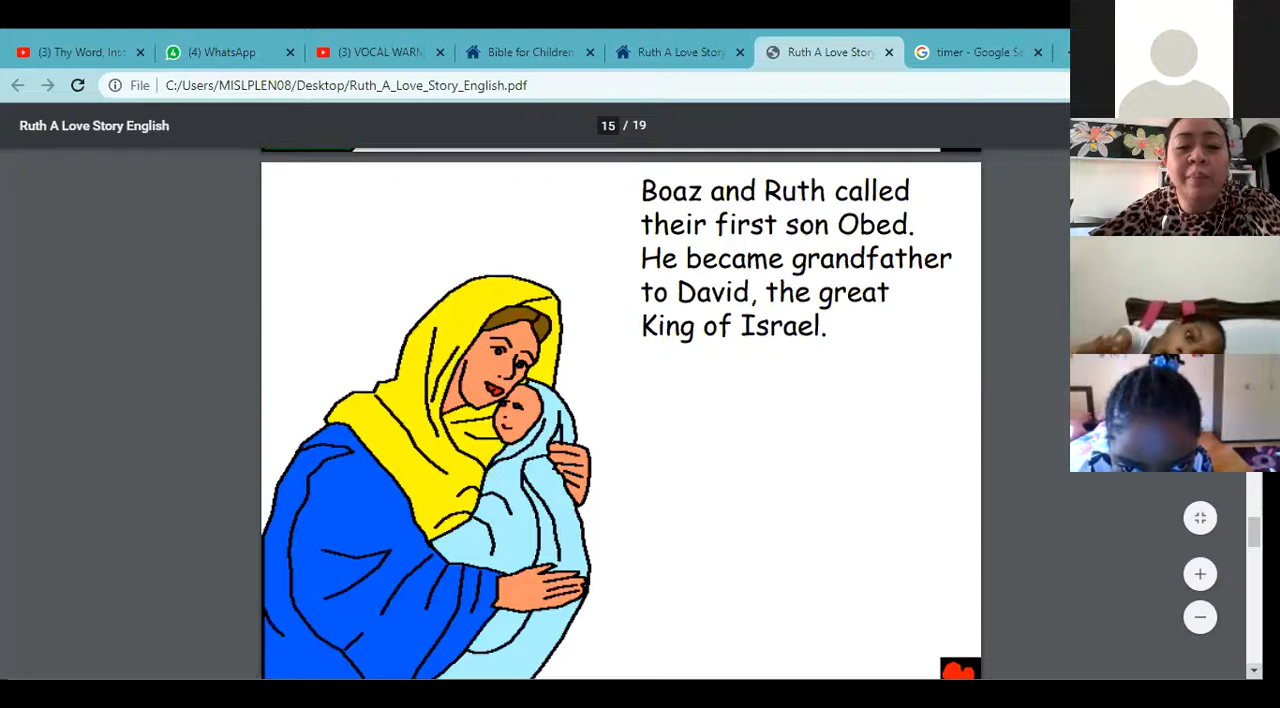 (3) Thy Word, Ins
(4) WhatsApp
(3) VOCAL WARM
Bible for Children
Ruth A Love Story
Ruth A Love Story
timer - Google Se
File
C:/Users/MISLPLEN08/Desktop/Ruth_A_Love_Story_English.pdf
Ruth A Love Story English
15 / 19
Boaz and Ruth called
their first son Obed.
He became grandfather
to David, the great
King of Israel.